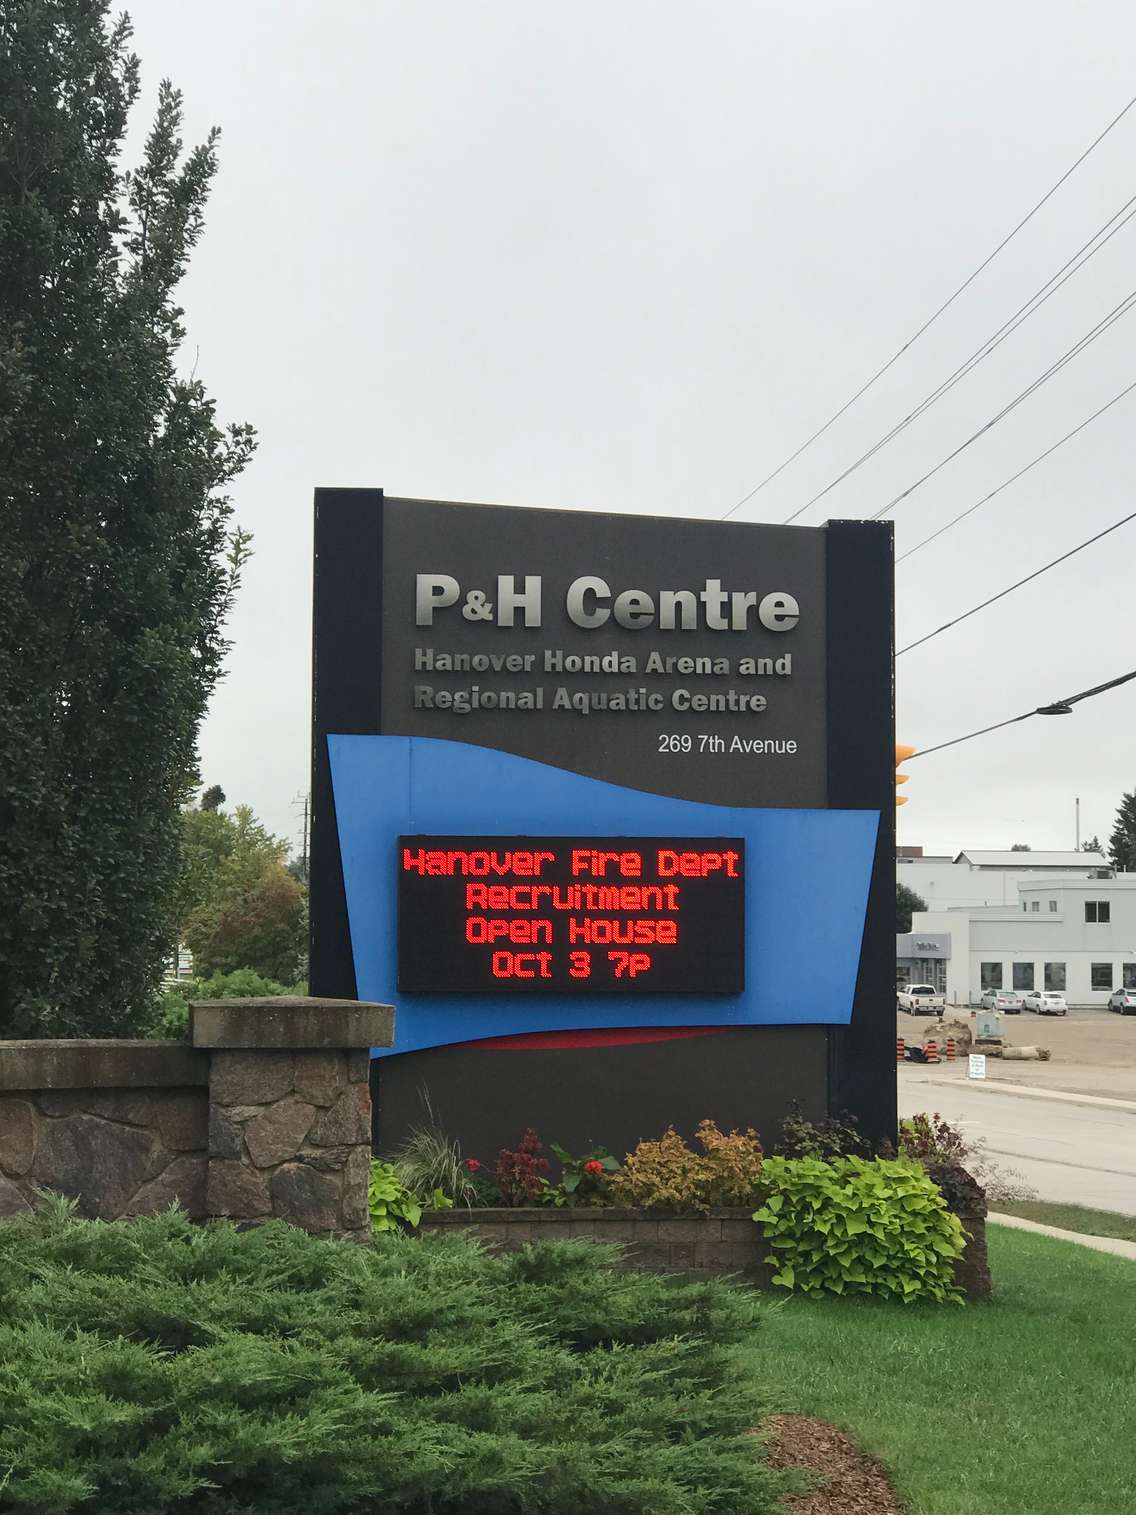 P&H Centre
Hanover Honda Arena and
Regional Aquatic Centre
269 7th Avenue
Hanover Fire Dept
Recruitment
Open House
Oct 3 7p